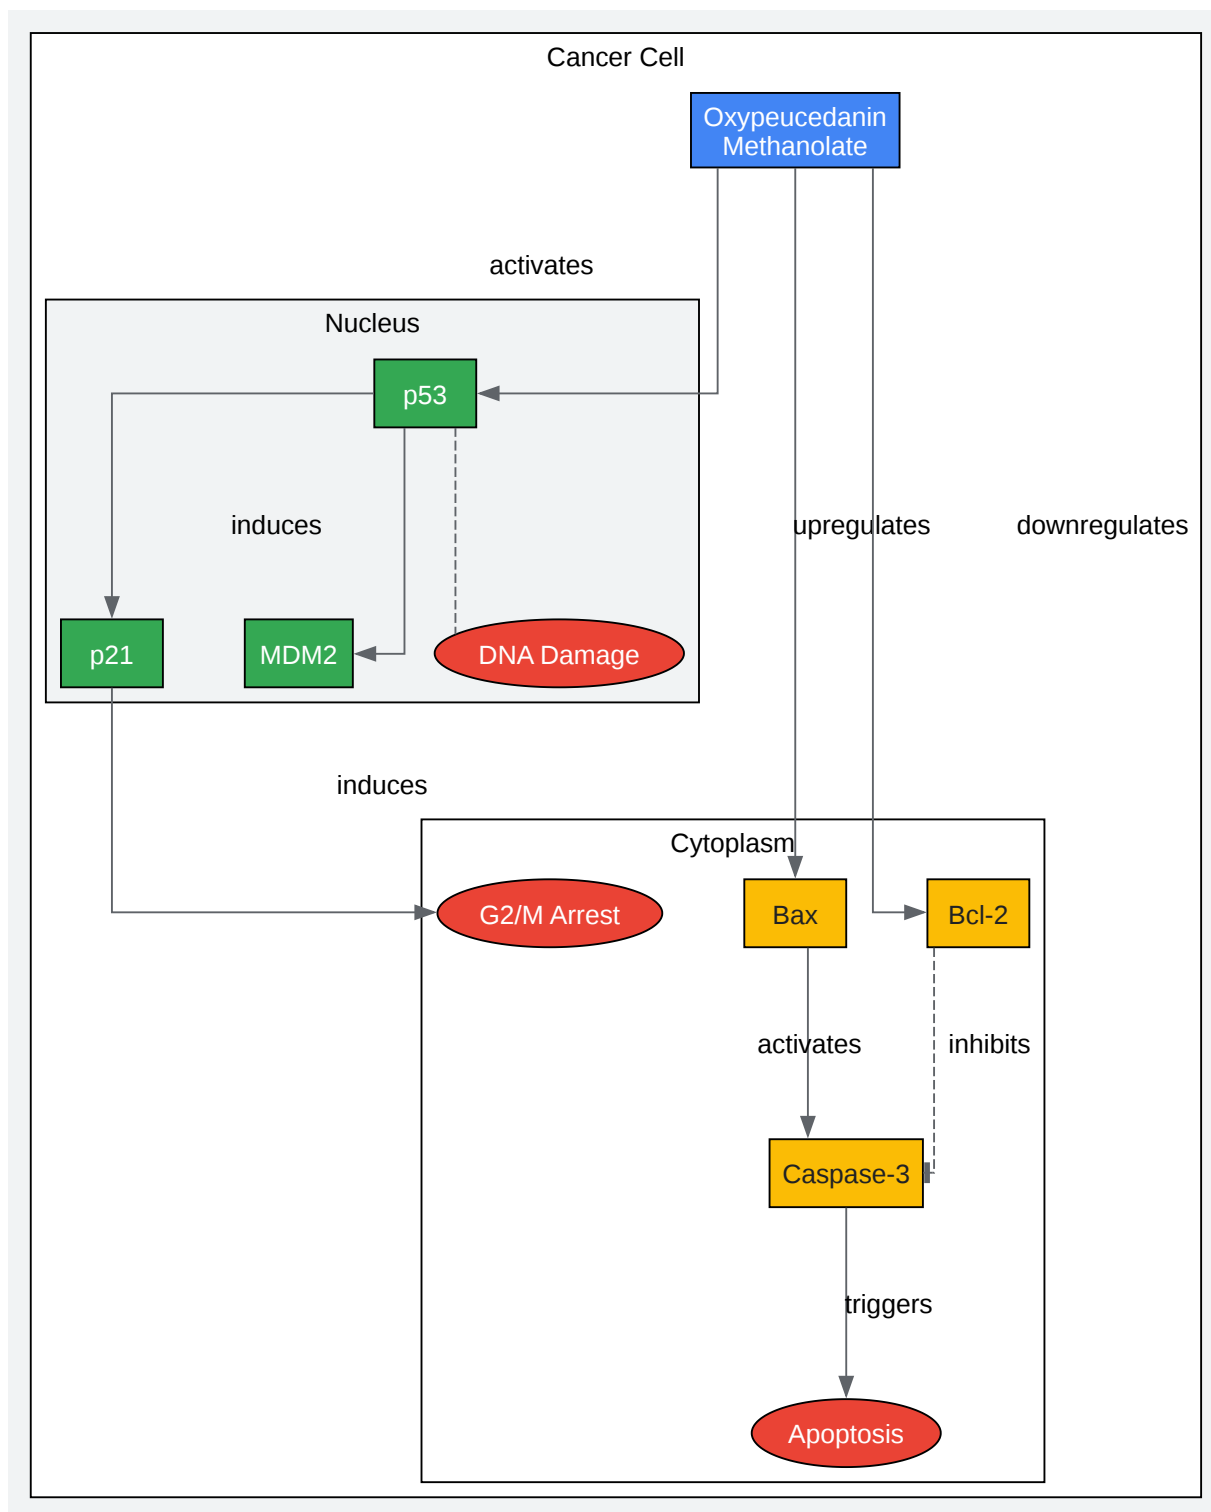 Cancer Cell
Oxypeucedanin
Methanolate
activates
Nucleus
p53
induces
upregulates
downregulates
p21
MDM2
DNA Damage
induces
Cytoplasm
G2/M Arrest
Bax
Bcl-2
activates
inhibits
Caspase-3
triggers
Apoptosis